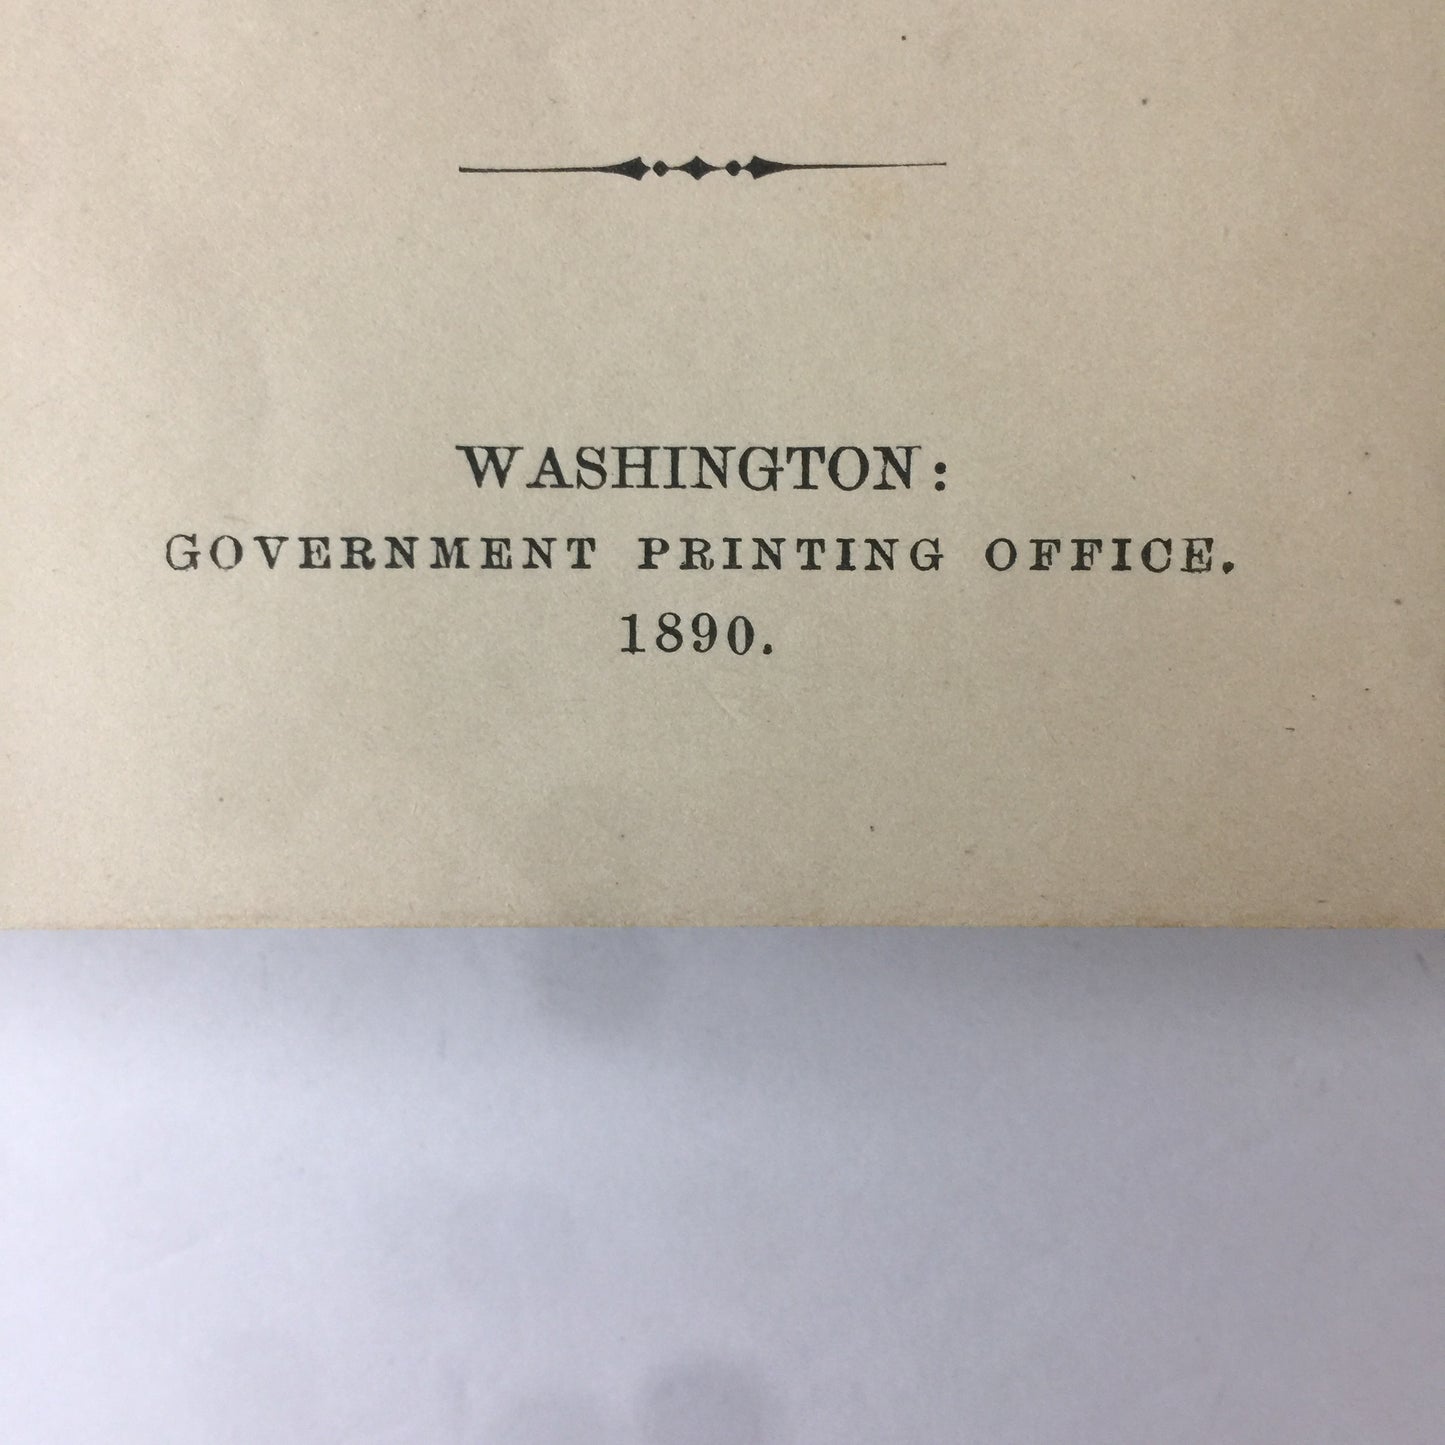 WASHINGTON:
GOVERNMENT PRINTING OFFICE.
1890.